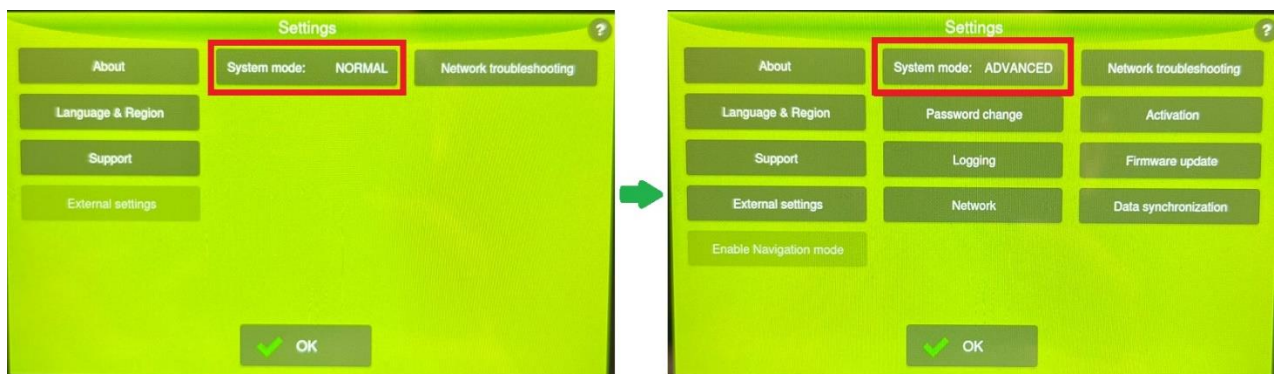 Settings
?
About
System mode: NORMAL
Network troubleshooting
Language & Region
Support
External settings
OK
Settings
?
About
System mode: ADVANCED
Network troubleshooting
Language & Region
Password change
Activation
Support
Logging
Firmware update
External settings
Network
Data synchronization
Enable Navigation mode
OK